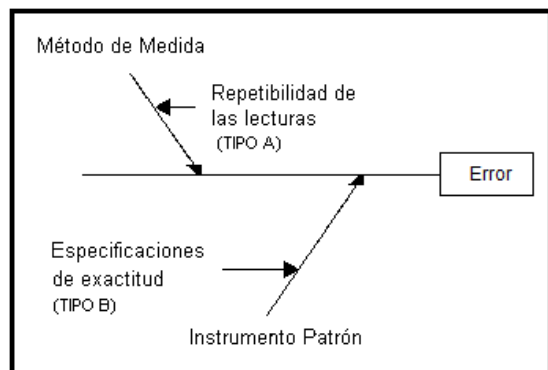 Método de Medida
Repetibilidad de
las lecturas
(TIPO A)
Error
Especificaciones
de exactitud
(TIPO B)
Instrumento Patrón